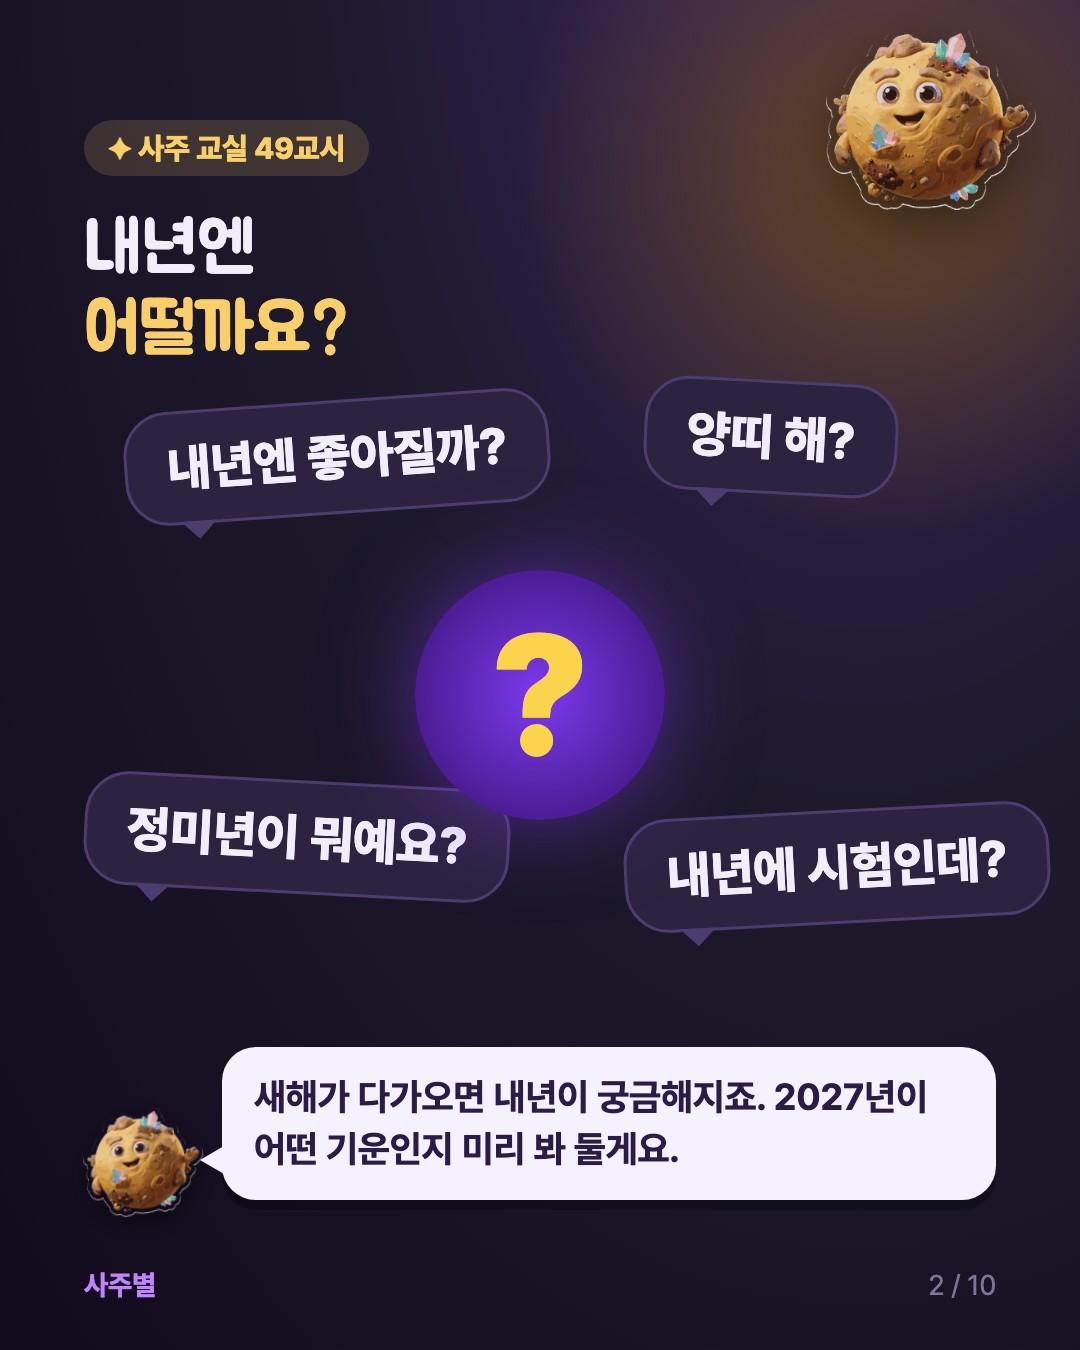 ✦ 사주 교실 49교시
내년엔
어떨까요?
내년엔 좋아질까?
양띠 해?
?
정미년이 뭐예요?
내년에 시험인데?
새해가 다가오면 내년이 궁금해지죠. 2027년이
어떤 기운인지 미리 봐 둘게요.
사주별
2 / 10